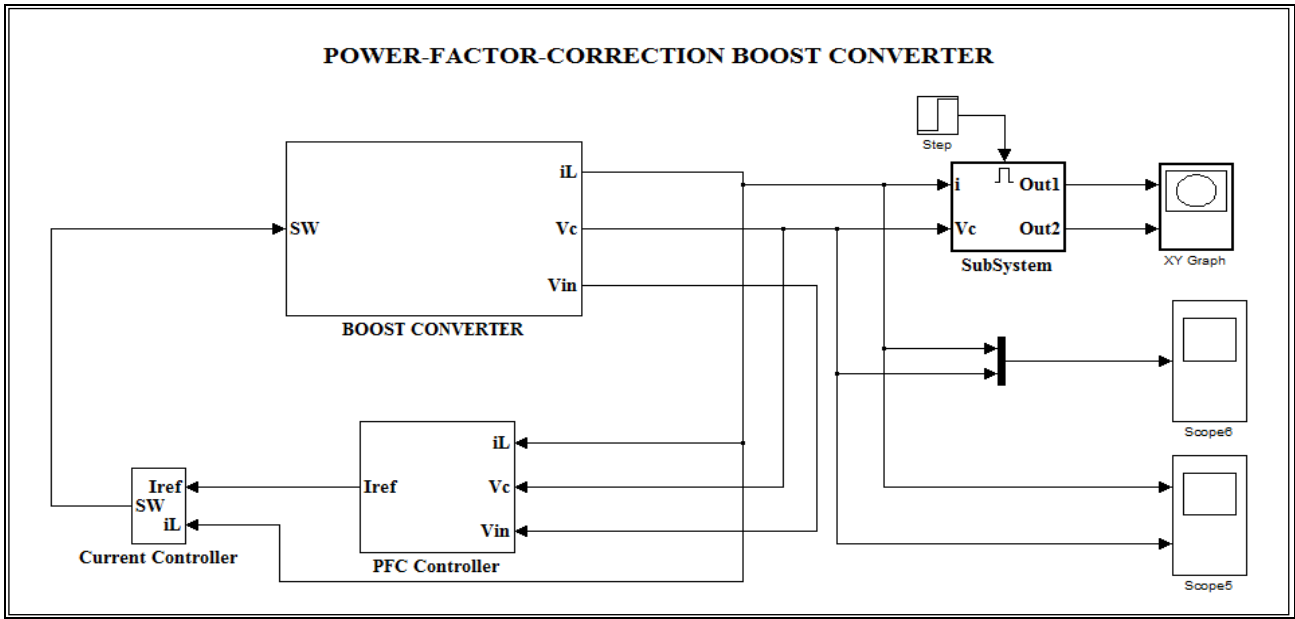 POWER-FACTOR-CORRECTION BOOST CONVERTER
Step
iL
SW
Vc
Vin
BOOST CONVERTER
i
Out1
Vc
Out2
SubSystem
XY Graph
Scope6
iL
Iref
Vc
Vin
PFC Controller
Iref
SW
iL
Current Controller
Scope5